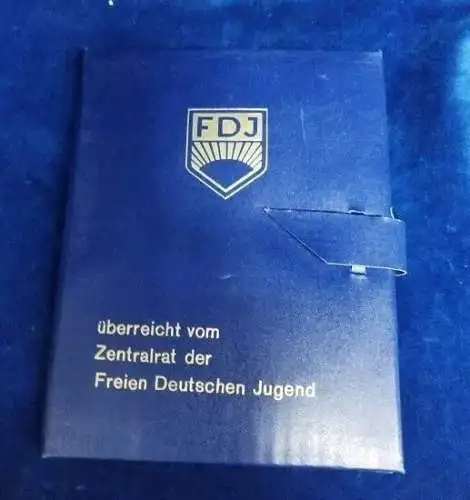 FDJ
überreicht vom
Zentralrat der
Freien Deutschen Jugend